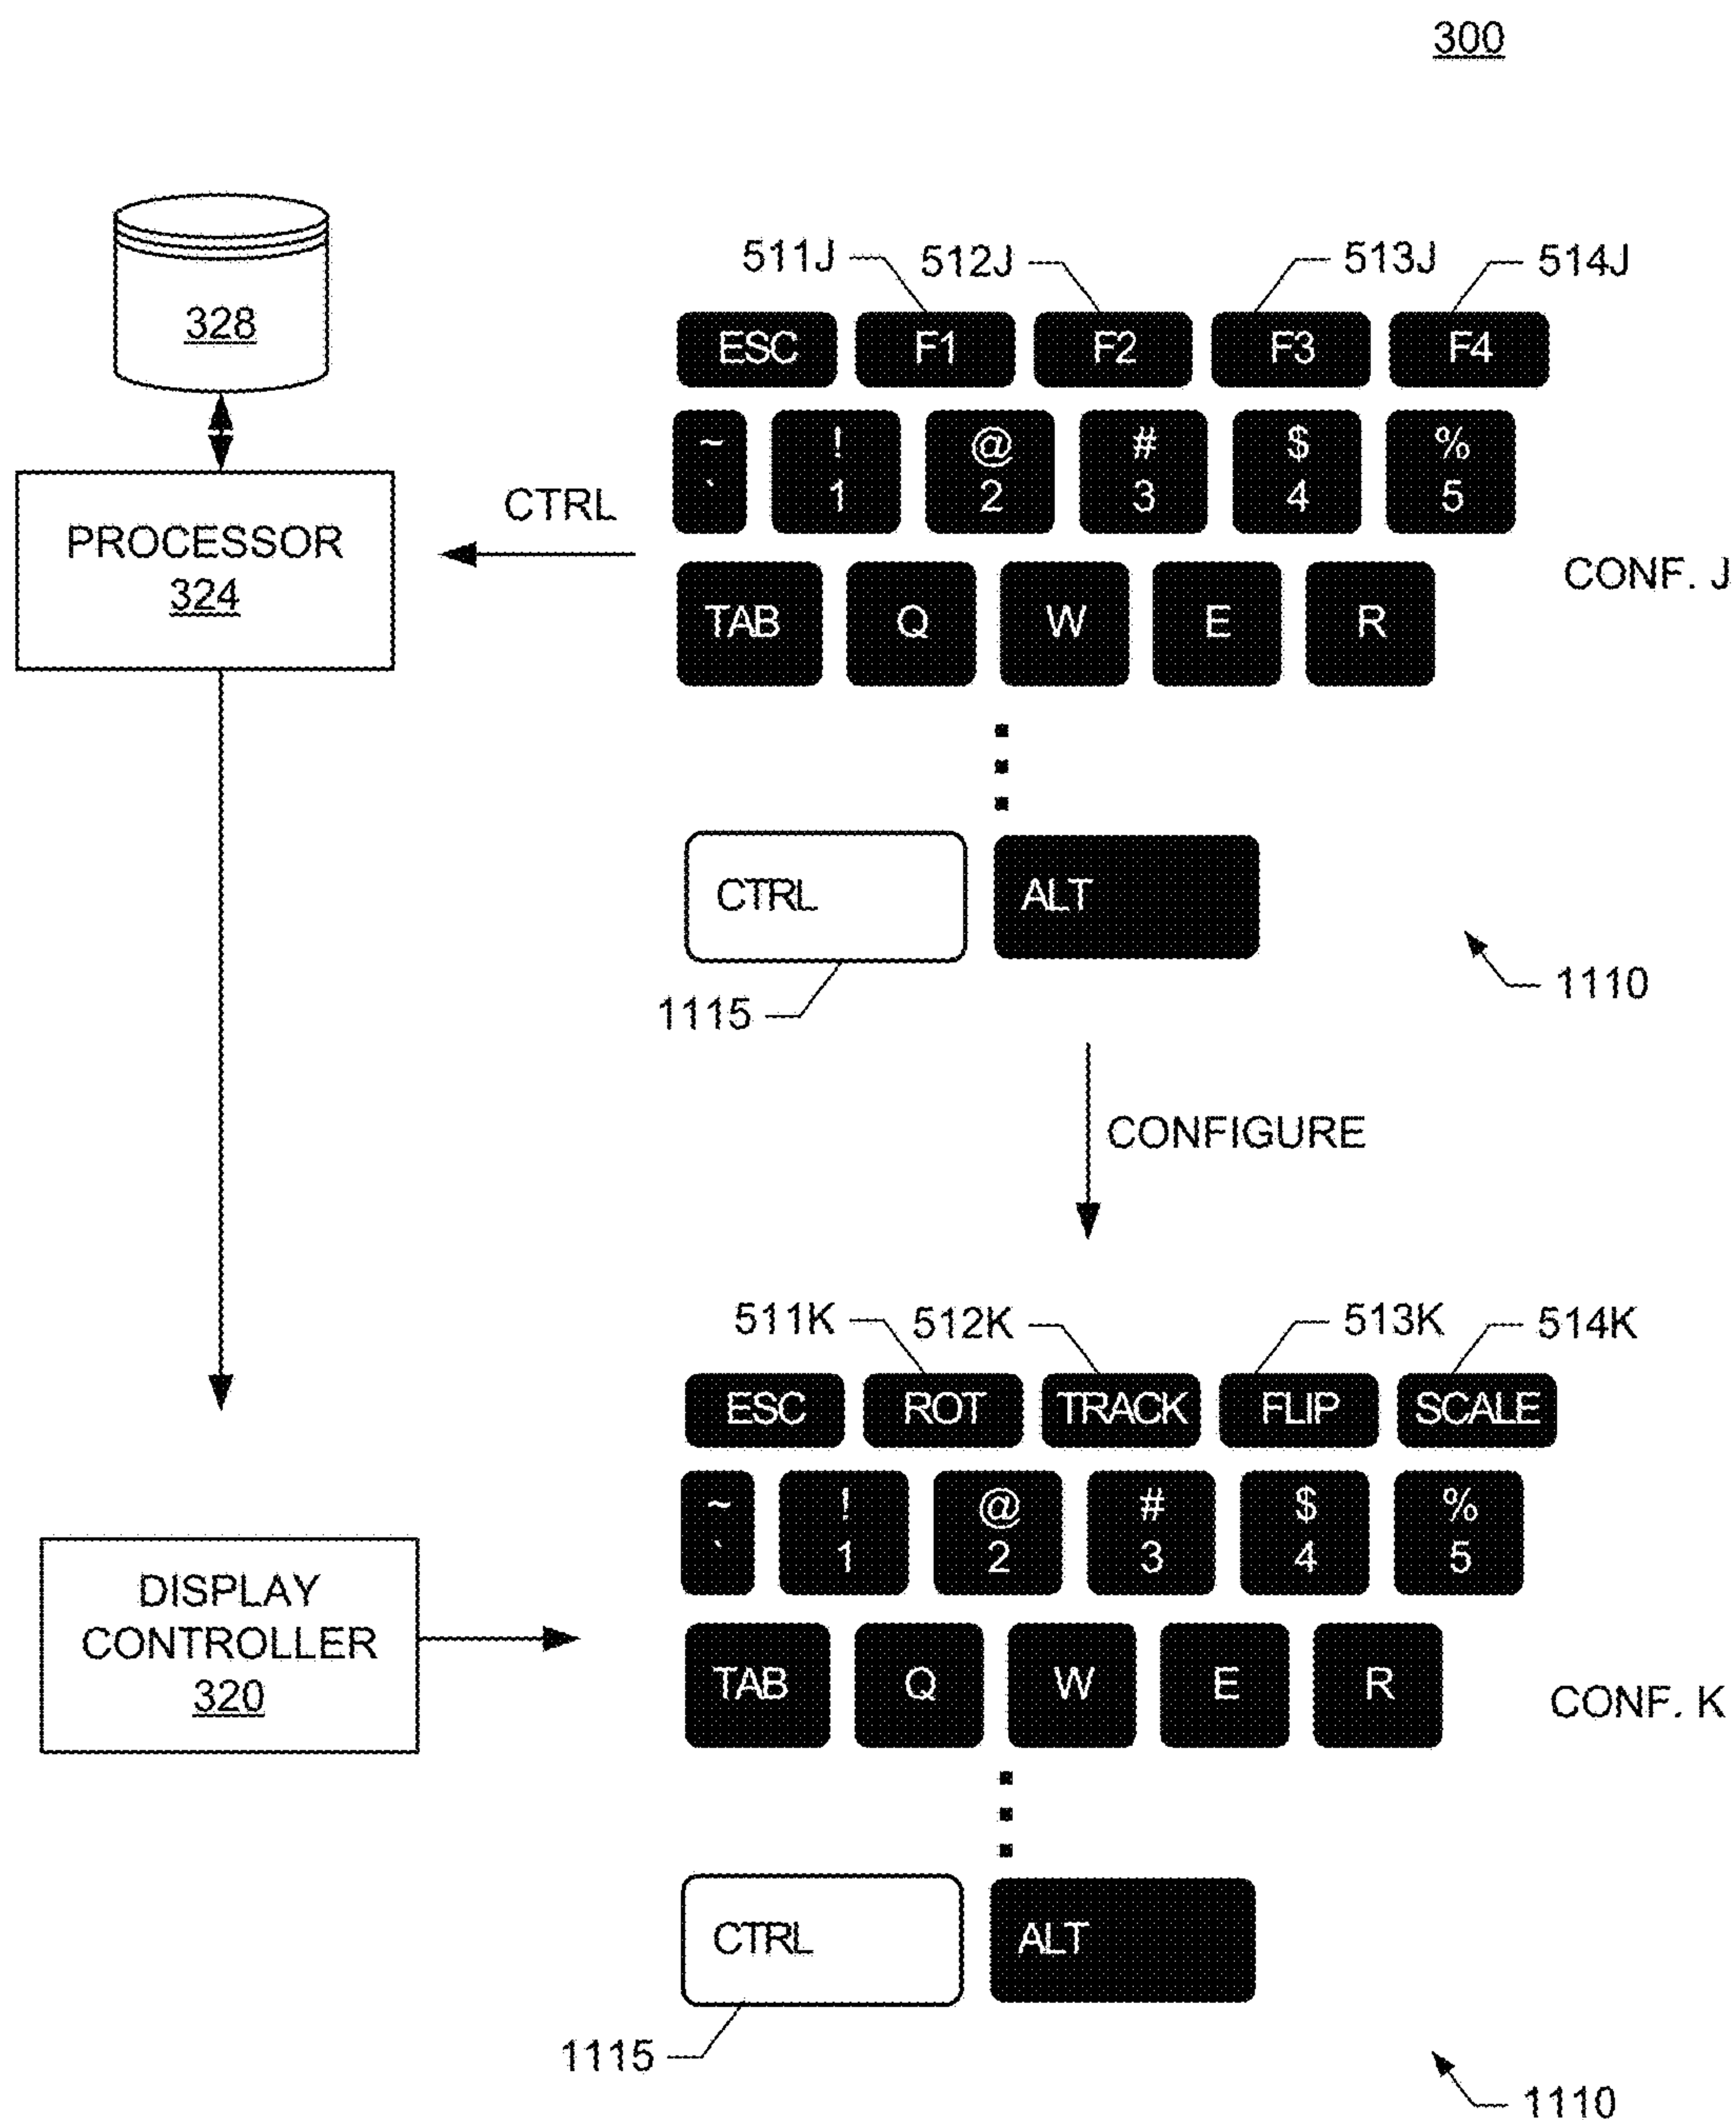 300
328
PROCESSOR
324
CTRL
511J 512J 513J 514J
ESC F1 F2 F3 F4
~ ! @ # $ %
` 1 2 3 4 5
TAB Q W E R
CONF. J
CTRL ALT
1115
1110
CONFIGURE
511K 512K 513K 514K
ESC ROT TRACK FLIP SCALE
~ ! @ # $ %
` 1 2 3 4 5
TAB Q W E R
CONF. K
DISPLAY
CONTROLLER
320
CTRL ALT
1115
1110